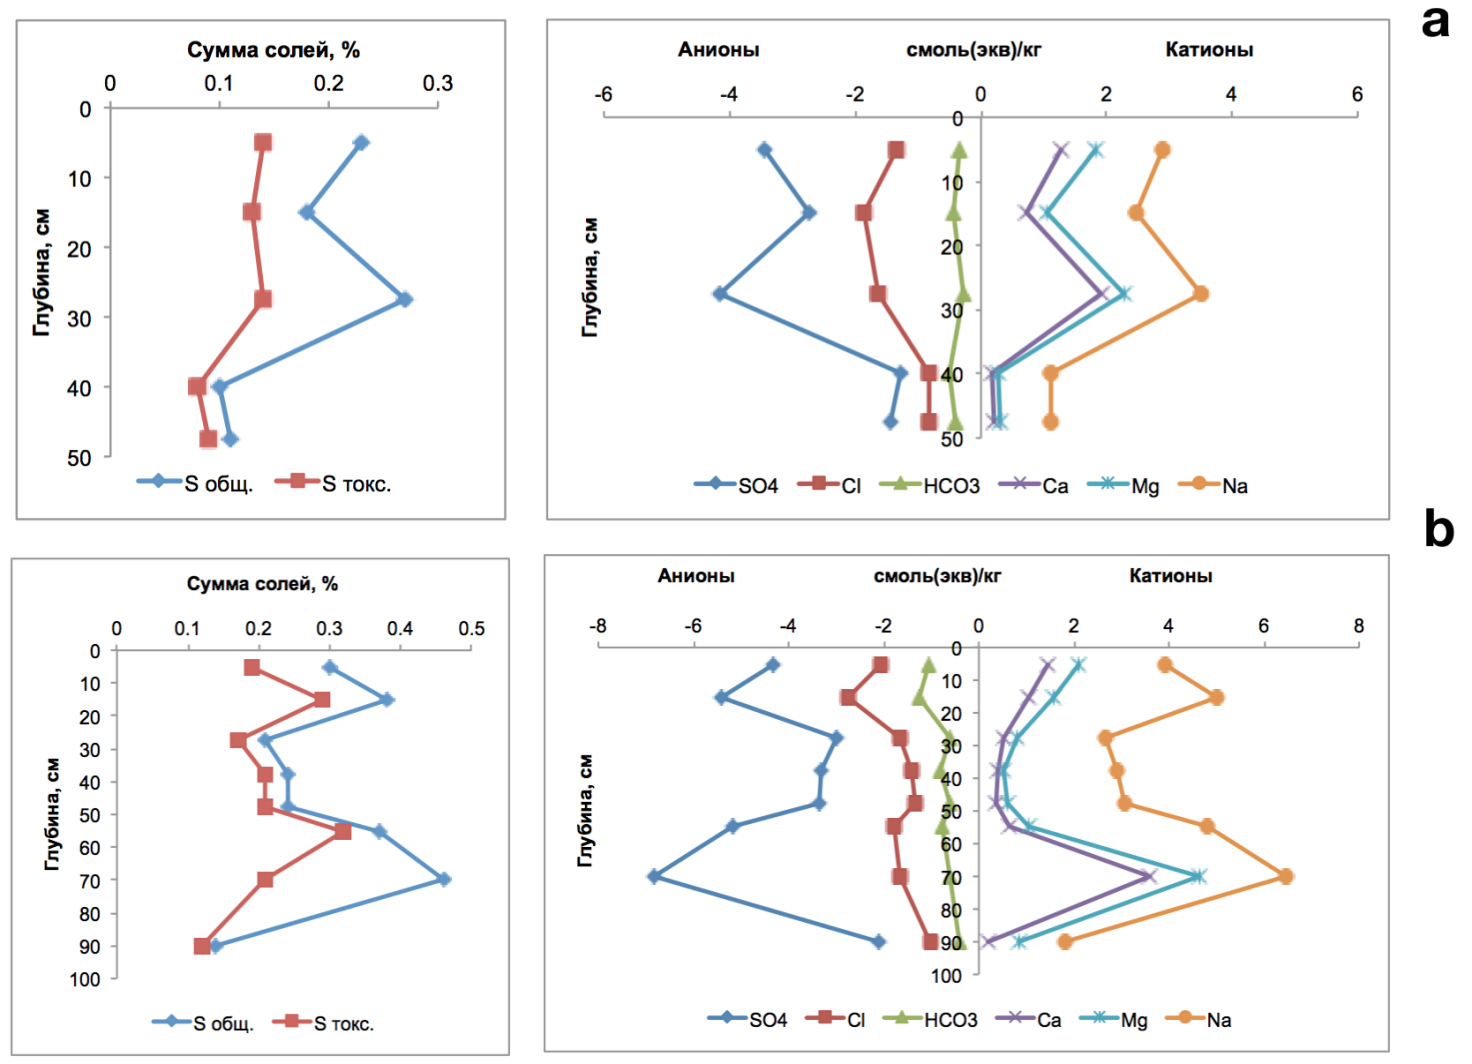 a
Сумма солей, %
0 0.1 0.2 0.3
0
10
20
30
40
50
Глубина, см
S общ. S токс.
Анионы смоль(экв)/кг Катионы
-6 -4 -2 0 2 4 6
0
10
20
30
40
50
Глубина, см
SO4 Cl HCO3 Ca Mg Na
b
Сумма солей, %
0 0.1 0.2 0.3 0.4 0.5
0
10
20
30
40
50
60
70
80
90
100
Глубина, см
S общ. S токс.
Анионы смоль(экв)/кг Катионы
-8 -6 -4 -2 0 2 4 6 8
0
10
20
30
40
50
60
70
80
90
100
Глубина, см
SO4 Cl HCO3 Ca Mg Na